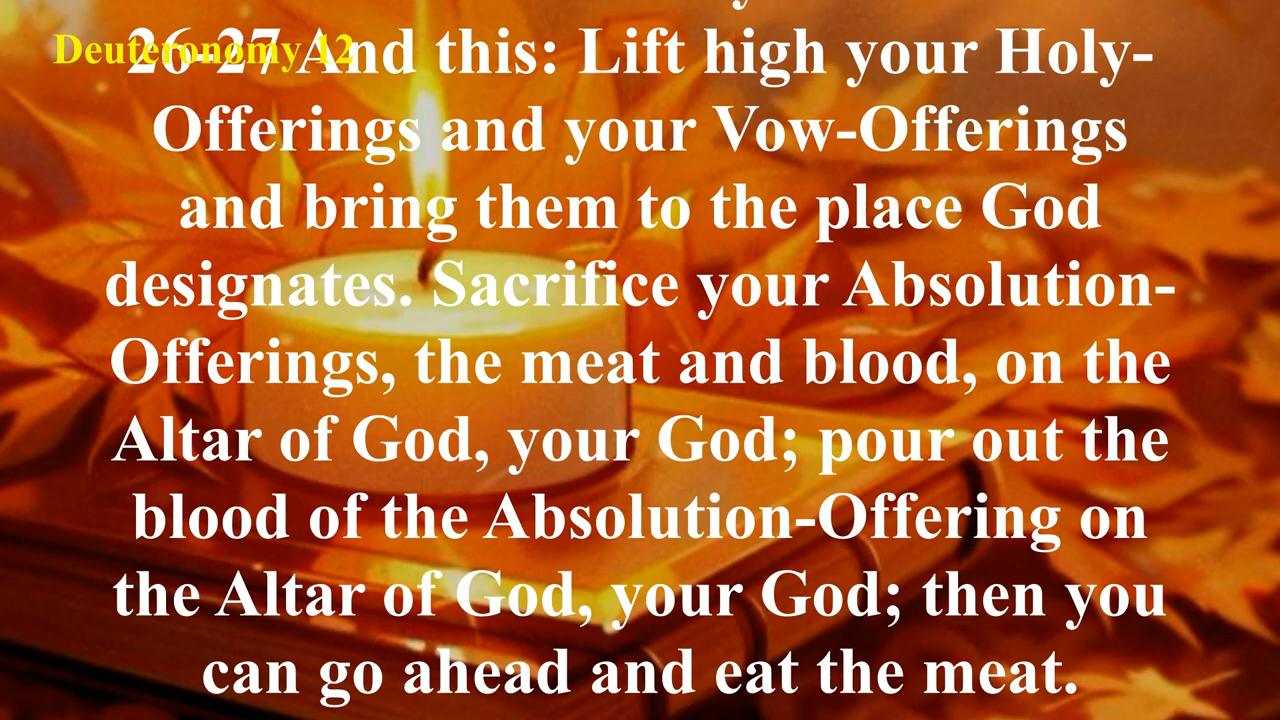 Deuteronomy 12
26-27 And this: Lift high your Holy-
Offerings and your Vow-Offerings
and bring them to the place God
designates. Sacrifice your Absolution-
Offerings, the meat and blood, on the
Altar of God, your God; pour out the
blood of the Absolution-Offering on
the Altar of God, your God; then you
can go ahead and eat the meat.